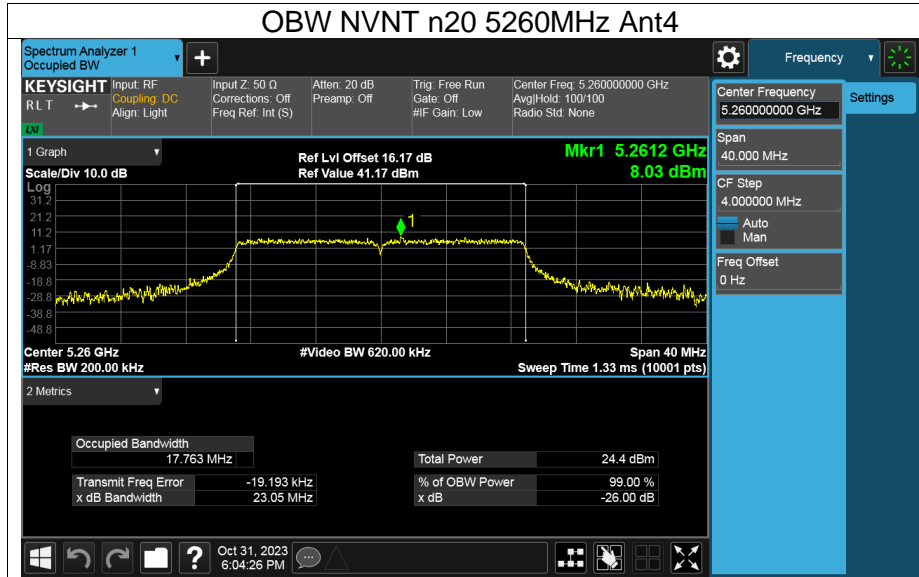 OBW NVNT n20 5260MHz Ant4
Spectrum Analyzer 1
Occupied BW
+
Frequency
KEYSIGHT
R L T
LXI
Input: RF
Coupling: DC
Align: Light
Input Z: 50 Ω
Corrections: Off
Freq Ref: Int (S)
Atten: 20 dB
Preamp: Off
Trig: Free Run
Gate: Off
#IF Gain: Low
Center Freq: 5.260000000 GHz
Avg|Hold: 100/100
Radio Std: None
Center Frequency
5.260000000 GHz
Settings
Span
40.000 MHz
CF Step
4.000000 MHz
Auto
Man
Freq Offset
0 Hz
1 Graph
Ref Lvl Offset 16.17 dB
Mkr1 5.2612 GHz
Scale/Div 10.0 dB
Ref Value 41.17 dBm
8.03 dBm
Log
31.2
21.2
11.2
1.17
-8.83
-18.8
-28.8
-38.8
-48.8
1
Center 5.26 GHz
#Video BW 620.00 kHz
Span 40 MHz
#Res BW 200.00 kHz
Sweep Time 1.33 ms (10001 pts)
2 Metrics
Occupied Bandwidth
17.763 MHz
Total Power 24.4 dBm
Transmit Freq Error -19.193 kHz
% of OBW Power 99.00 %
x dB Bandwidth 23.05 MHz
x dB -26.00 dB
?
Oct 31, 2023
6:04:26 PM